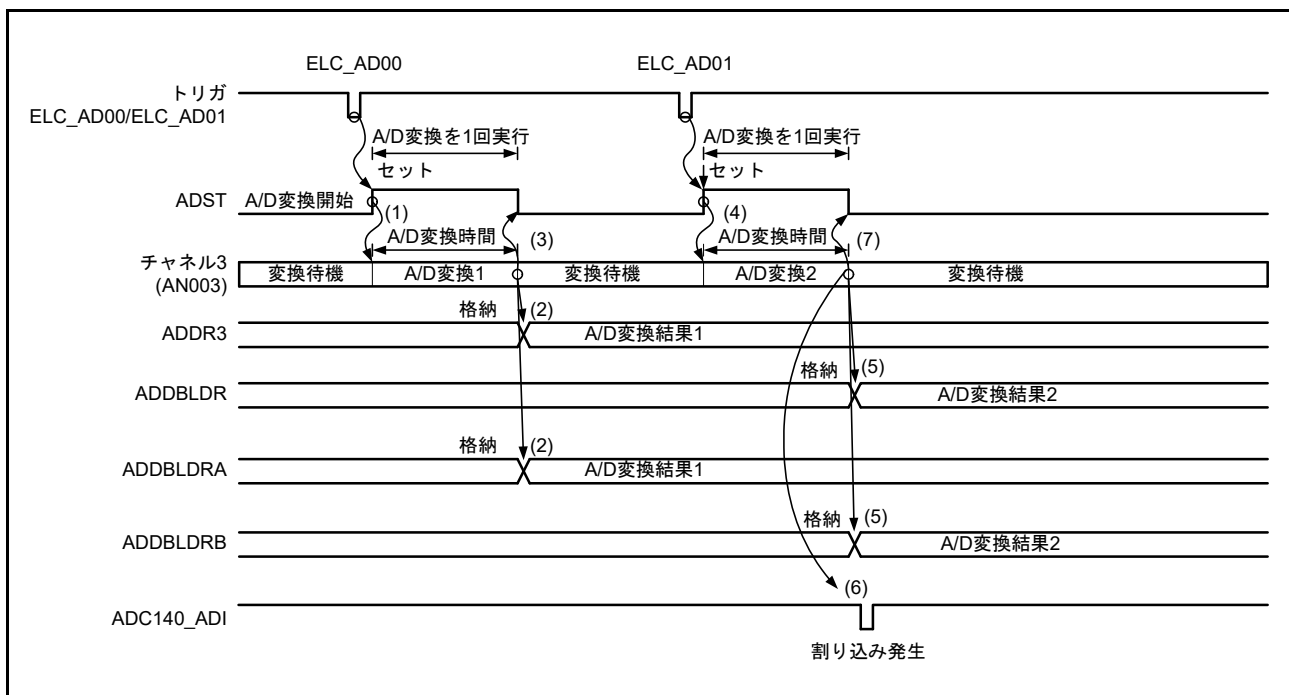 ELC_AD00
ELC_AD01
トリガ
ELC_AD00/ELC_AD01
A/D変換を1回実行
A/D変換を1回実行
セット
セット
ADST
A/D変換開始
(1)
(4)
A/D変換時間
(3)
A/D変換時間
(7)
チャネル3
(AN003)
変換待機
A/D変換1
変換待機
A/D変換2
変換待機
格納
(2)
ADDR3
A/D変換結果1
格納
(5)
ADDBLDR
A/D変換結果2
格納
(2)
ADDBLDRA
A/D変換結果1
格納
(5)
ADDBLDRB
A/D変換結果2
(6)
ADC140_ADI
割り込み発生